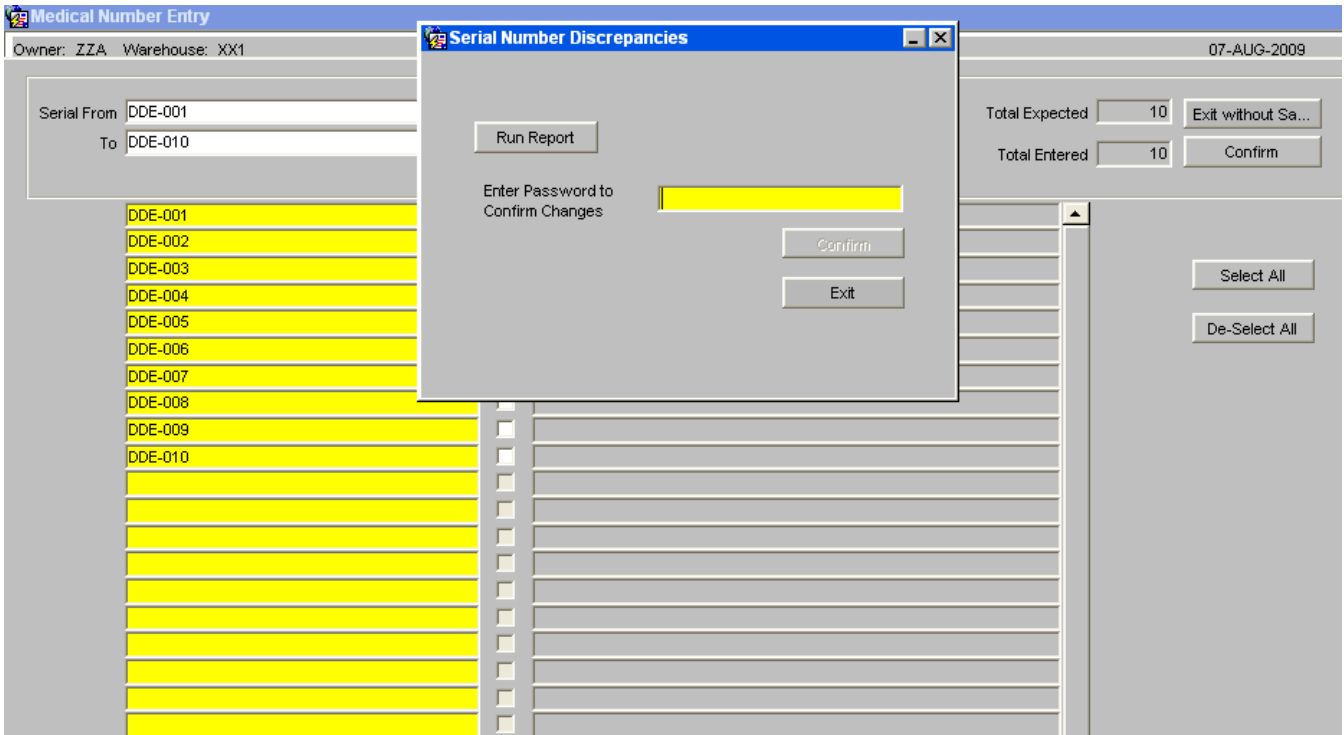 Medical Number Entry
Owner: ZZA Warehouse: XX1
07-AUG-2009
Serial From DDE-001
To DDE-010
Total Expected 10
Exit without Sa...
Total Entered 10
Confirm
Serial Number Discrepancies
Run Report
Enter Password to
Confirm Changes
Confirm
Exit
DDE-001
DDE-002
DDE-003
DDE-004
DDE-005
DDE-006
DDE-007
DDE-008
DDE-009
DDE-010
Select All
De-Select All